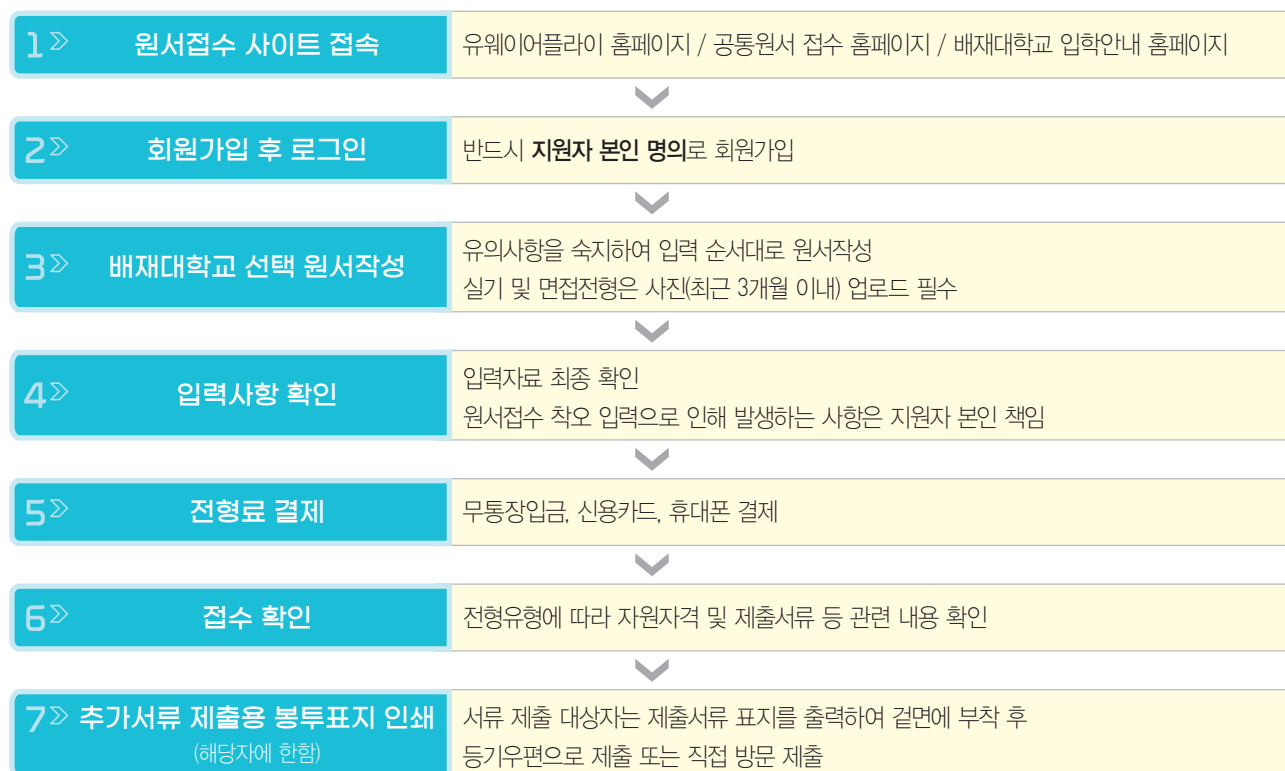 1 원서접수 사이트 접속
유웨이어플라이 홈페이지 / 공통원서 접수 홈페이지 / 배재대학교 입학안내 홈페이지
2 회원가입 후 로그인
반드시 지원자 본인 명의로 회원가입
3 배재대학교 선택 원서작성
유의사항을 숙지하여 입력 순서대로 원서작성
실기 및 면접전형은 사진(최근 3개월 이내) 업로드 필수
4 입력사항 확인
입력자료 최종 확인
원서접수 착오 입력으로 인해 발생하는 사항은 지원자 본인 책임
5 전형료 결제
무통장입금, 신용카드, 휴대폰 결제
6 접수 확인
전형유형에 따라 자원자격 및 제출서류 등 관련 내용 확인
7 추가서류 제출용 봉투표지 인쇄
(해당자에 한함)
서류 제출 대상자는 제출서류 표지를 출력하여 겉면에 부착 후
등기우편으로 제출 또는 직접 방문 제출